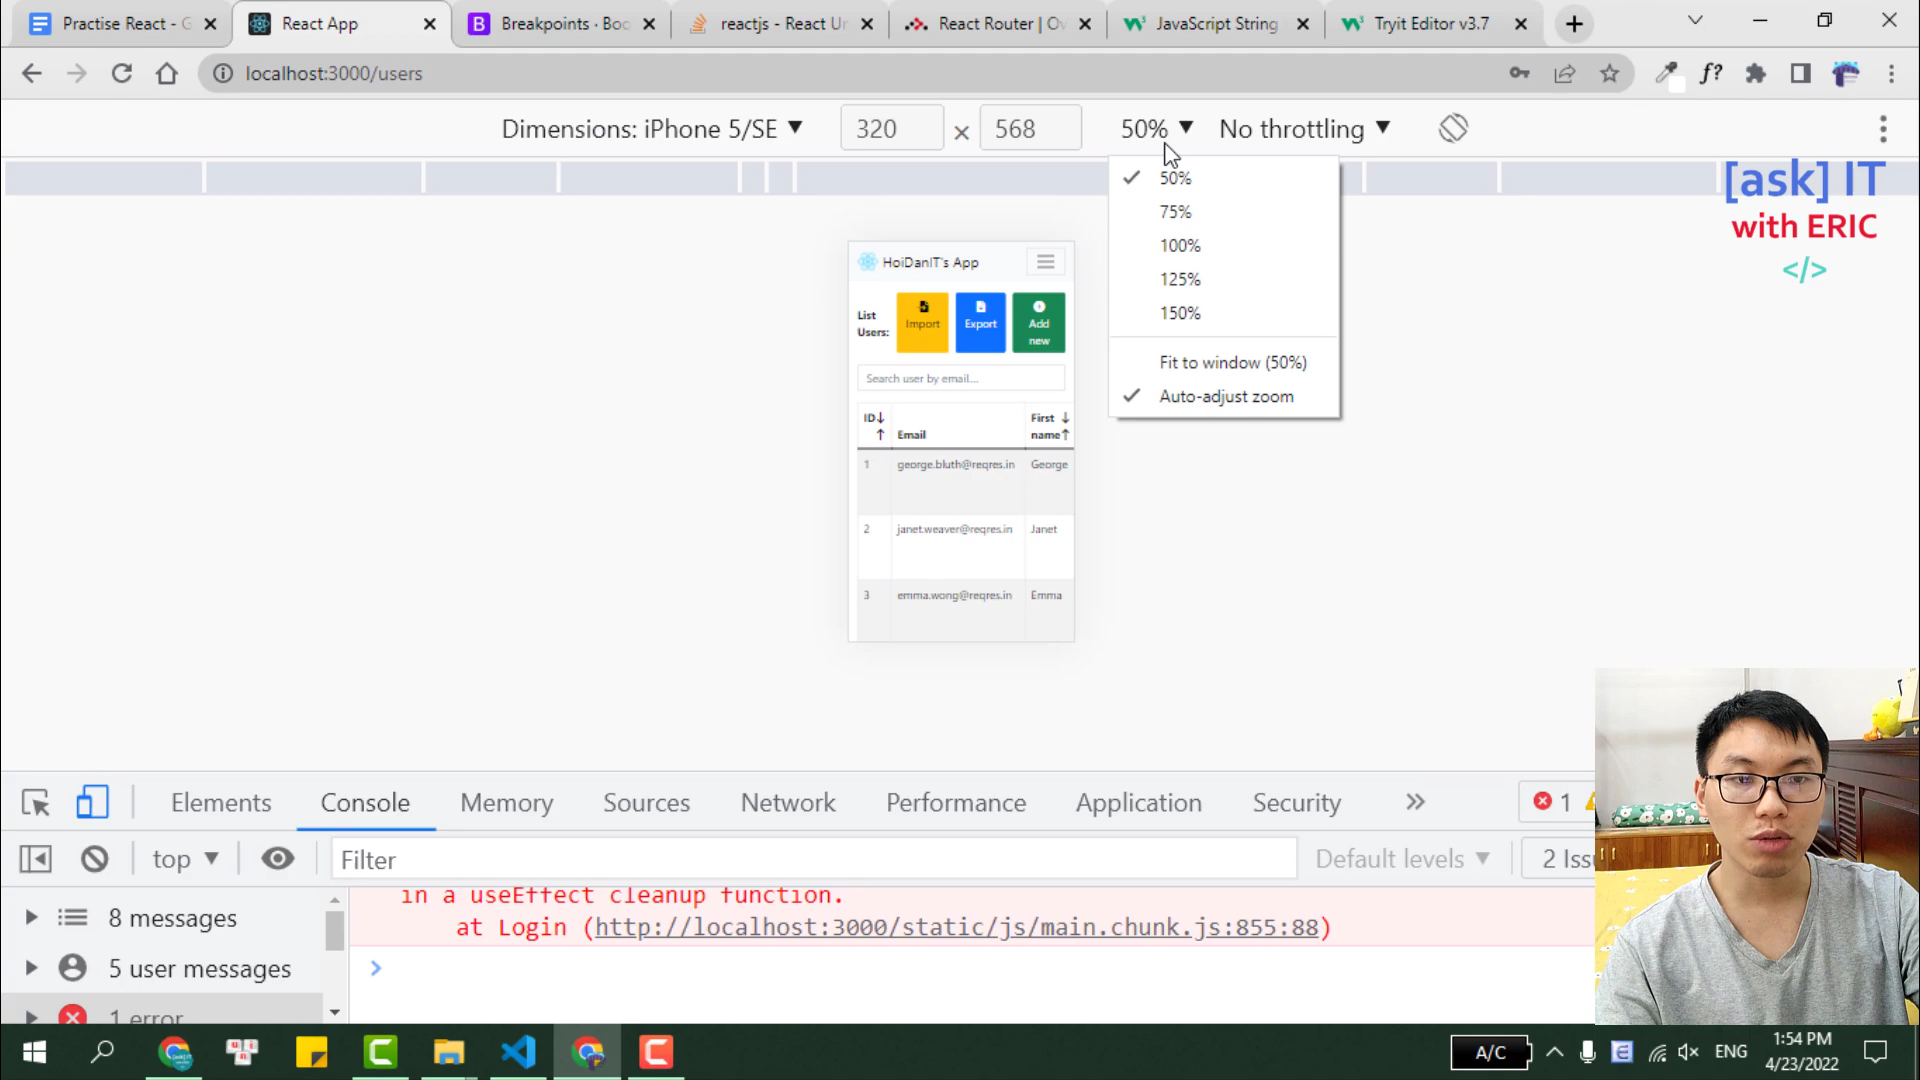 Practise React - G
React App
Breakpoints · Boo
reactjs - React Ur
React Router | Ov
JavaScript String
Tryit Editor v3.7
localhost:3000/users
f?
Dimensions: iPhone 5/SE
320 × 568
50%
No throttling
50%
75%
100%
125%
150%
Fit to window (50%)
Auto-adjust zoom
[ask] IT
with ERIC
</>
HoiDanIT's App
List Users:
Import
Export
Add new
Search user by email...
ID Email First name
1 george.bluth@reqres.in George
2 janet.weaver@reqres.in Janet
3 emma.wong@reqres.in Emma
Elements Console Memory Sources Network Performance Application Security
1
top
Filter
Default levels
2 Iss
8 messages
5 user messages
1 error
in a useEffect cleanup function.
at Login (http://localhost:3000/static/js/main.chunk.js:855:88)
A/C
ENG
1:54 PM
4/23/2022